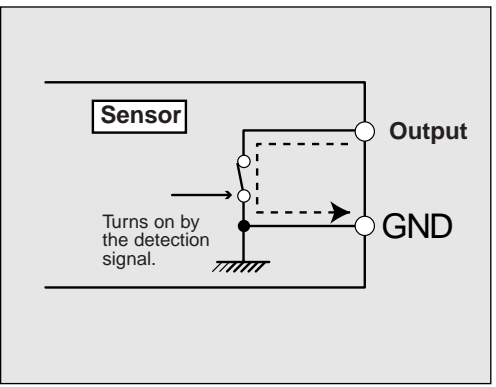 Sensor
Output
Turns on by
the detection
signal.
GND